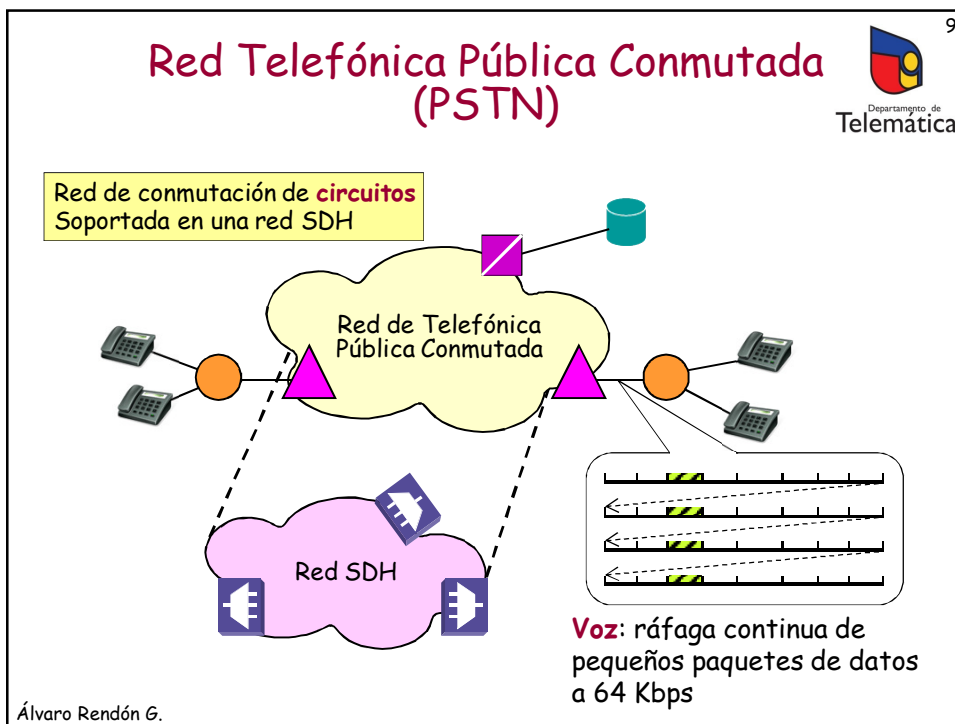 9
Red Telefónica Pública Conmutada
(PSTN)
Departamento de
Telemática
Red de conmutación de circuitos
Soportada en una red SDH
Red de Telefónica
Pública Conmutada
Red SDH
Voz: ráfaga continua de
pequeños paquetes de datos
a 64 Kbps
Álvaro Rendón G.